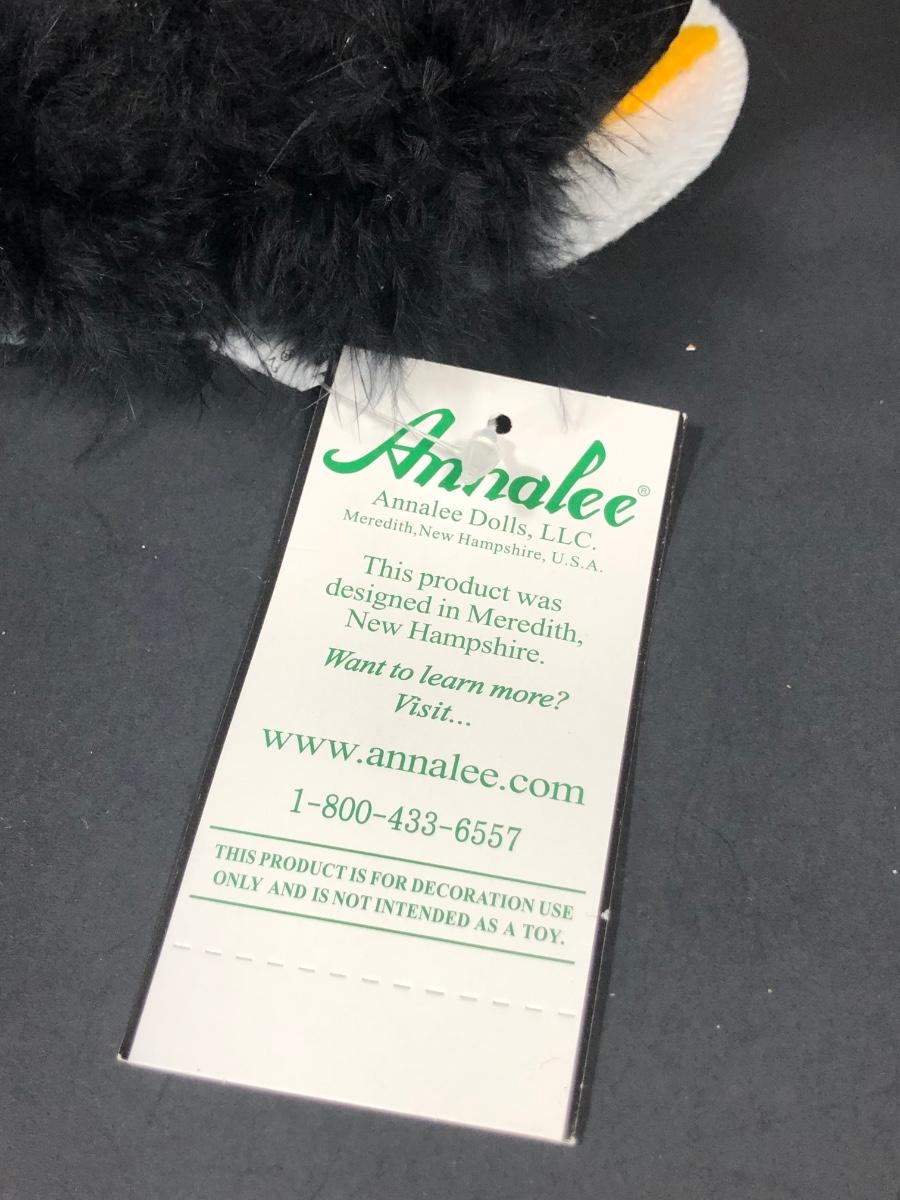 Annalee®
Annalee Dolls, LLC.
Meredith,New Hampshire, U.S.A.
This product was
designed in Meredith,
New Hampshire.
Want to learn more?
Visit...
www.annalee.com
1-800-433-6557
THIS PRODUCT IS FOR DECORATION USE
ONLY AND IS NOT INTENDED AS A TOY.